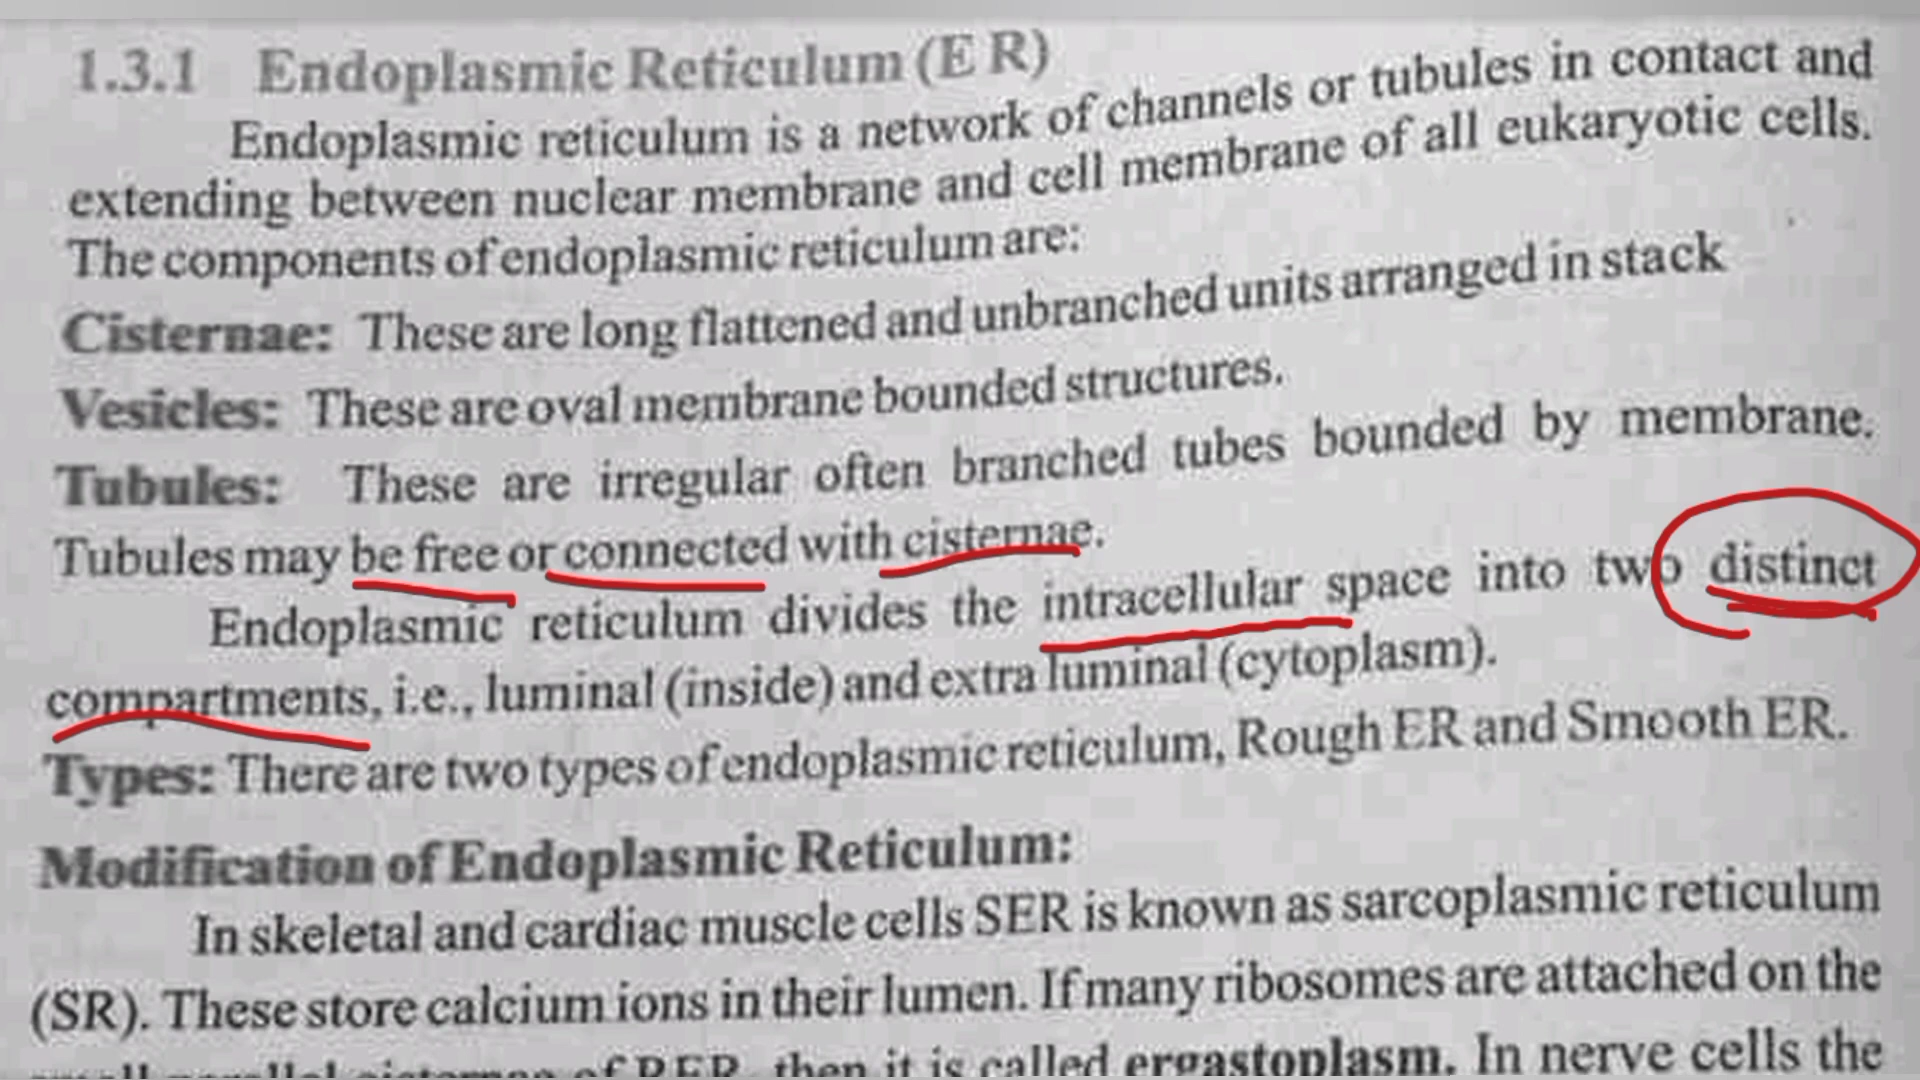 1.3.1 Endoplasmic Reticulum (E R)
Endoplasmic reticulum is a network of channels or tubules in contact and
extending between nuclear membrane and cell membrane of all eukaryotic cells.
The components of endoplasmic reticulum are:
Cisternae: These are long flattened and unbranched units arranged in stack
Vesicles: These are oval membrane bounded structures.
Tubules: These are irregular often branched tubes bounded by membrane.
Tubules may be free or connected with cisternae.
Endoplasmic reticulum divides the intracellular space into two distinct
compartments, i.e., luminal (inside) and extra luminal (cytoplasm).
Types: There are two types of endoplasmic reticulum, Rough ER and Smooth ER.
Modification of Endoplasmic Reticulum:
In skeletal and cardiac muscle cells SER is known as sarcoplasmic reticulum
(SR). These store calcium ions in their lumen. If many ribosomes are attached on the
small parallel cisternae of RER, then it is called ergastoplasm. In nerve cells the